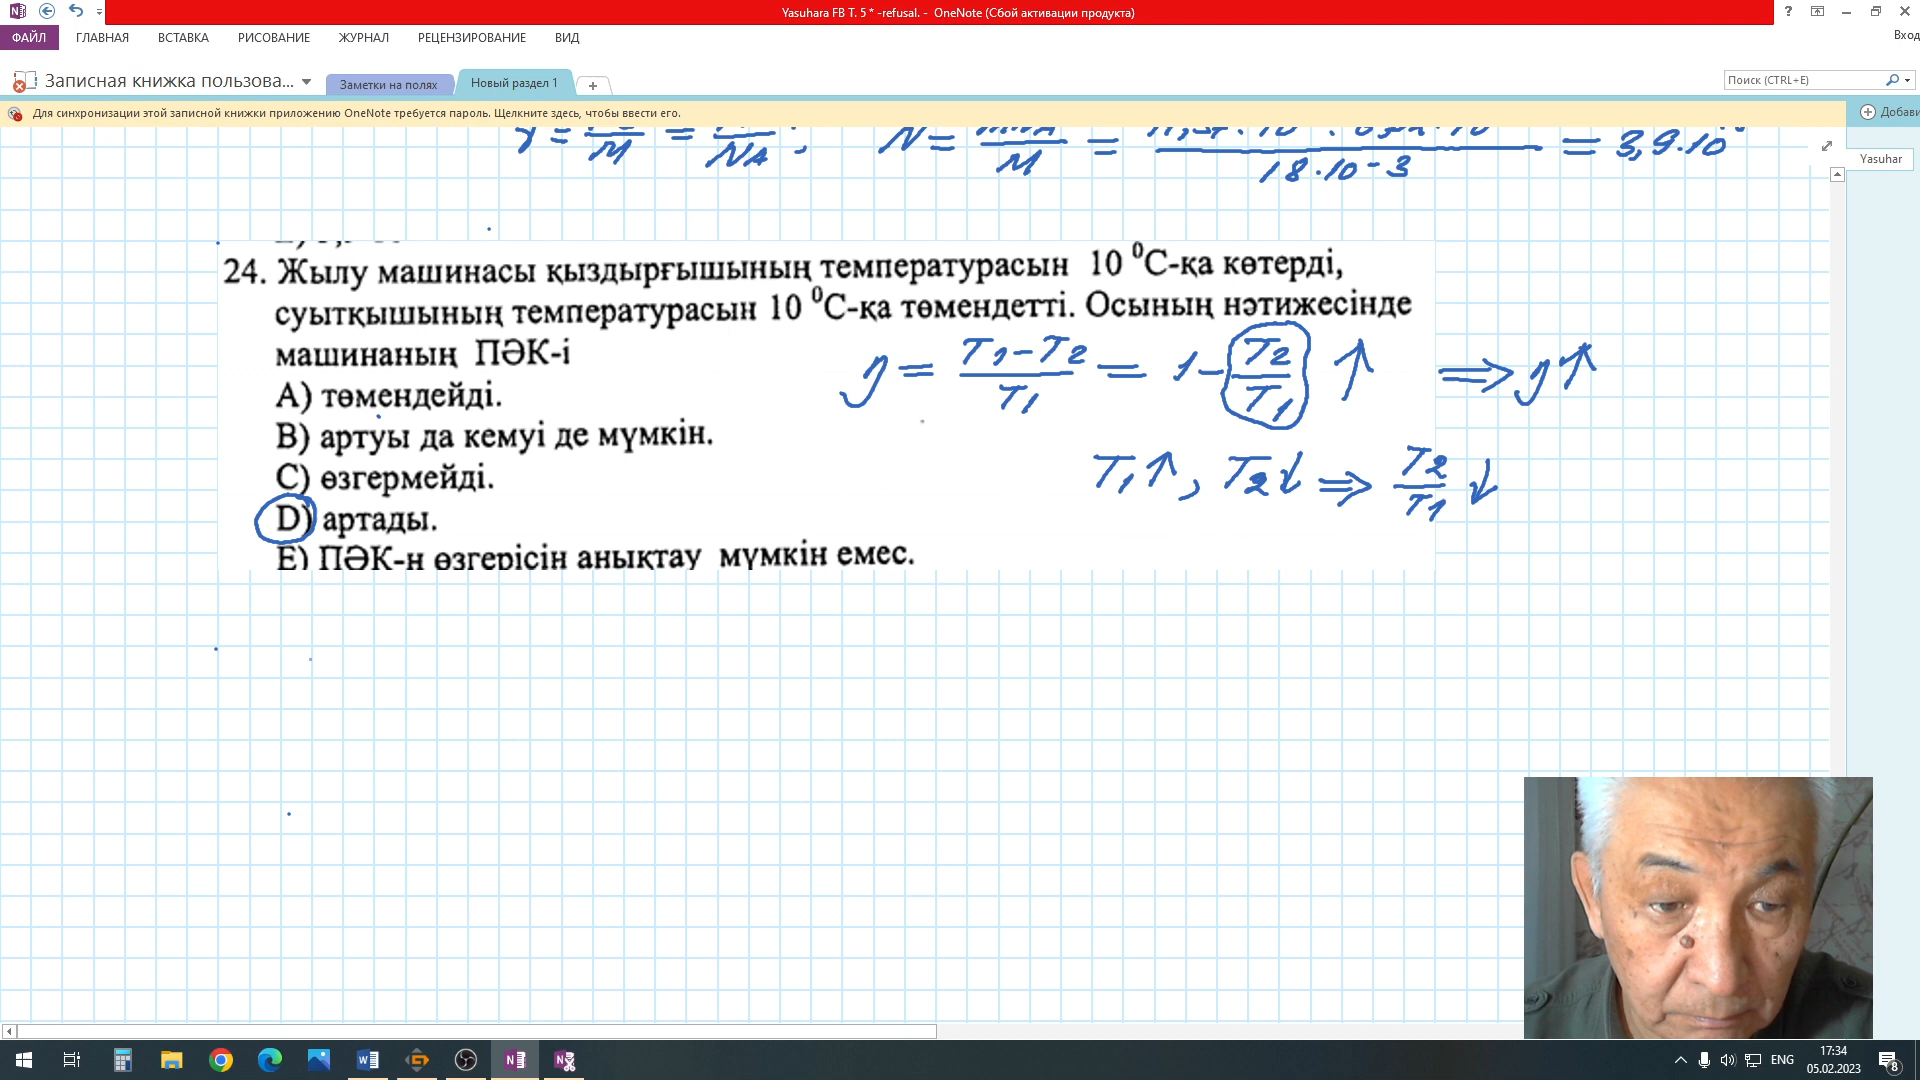 Yasuhara FB T. 5 * -refusal. - OneNote (Сбой активации продукта)
ФАЙЛ ГЛАВНАЯ ВСТАВКА РИСОВАНИЕ ЖУРНАЛ РЕЦЕНЗИРОВАНИЕ ВИД Вход
Записная книжка пользова... Заметки на полях Новый раздел 1 Поиск (CTRL+E)
Для синхронизации этой записной книжки приложению OneNote требуется пароль. Щелкните здесь, чтобы ввести его. Добави
Yasuhar
M = NA ; N = M = 18·10-3 = 3,9·10
24. Жылу машинасы қыздырғышының температурасын 10 ⁰С-қа көтерді,
суытқышының температурасын 10 ⁰С-қа төмендетті. Осының нәтижесінде
машинаның ПӘК-і
η = T1-T2 / T1 = 1 - T2 / T1 ↑ ⇒ η↑
A) төмендейді.
B) артуы да кемуі де мүмкін.
C) өзгермейді.
T1↑, T2↓ ⇒ T2 / T1 ↓
D) артады.
E) ПӘК-н өзгерісін анықтау мүмкін емес.
ENG 17:34
05.02.2023
8